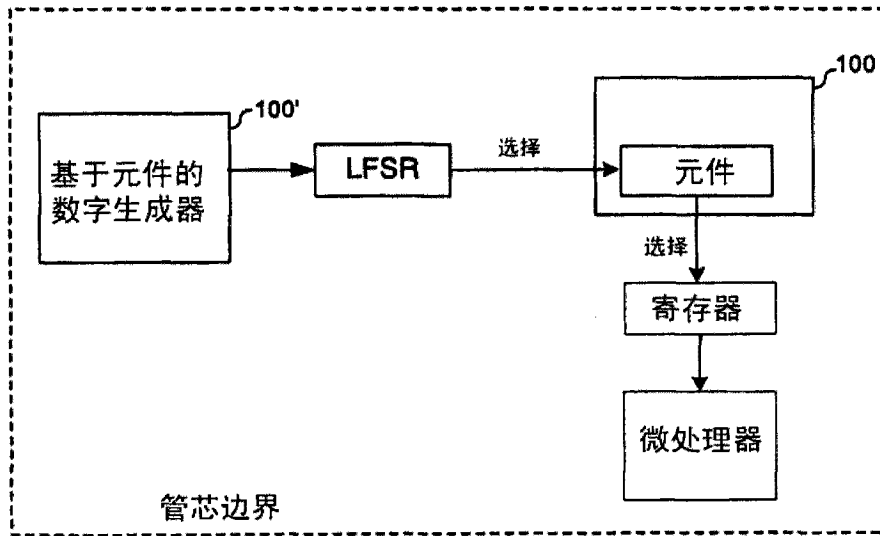 100'
100
基于元件的
数字生成器
LFSR
选择
元件
选择
寄存器
微处理器
管芯边界